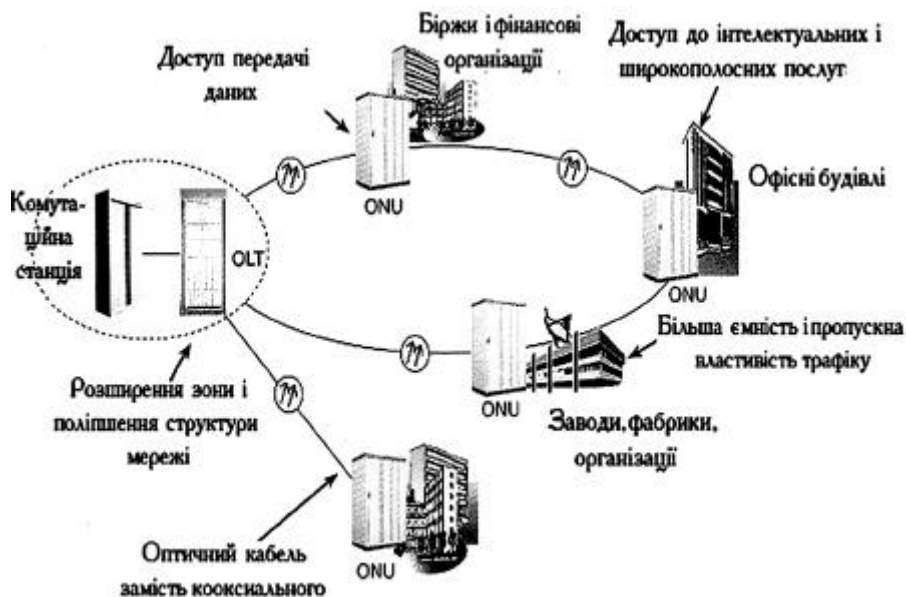 Біржи і фінансові
організації
Доступ до інтелектуальних і
широкополосних послуг
Доступ передачі
даних
Офісні будівлі
ONU
Комута-
ційна
станція
OLT
ONU
Більша ємність і пропускна
властивість трафіку
Розширення зони і
поліпшення структури
мережі
ONU
Заводи, фабрики,
організації
Оптичний кабель
замість кооксиального
ONU